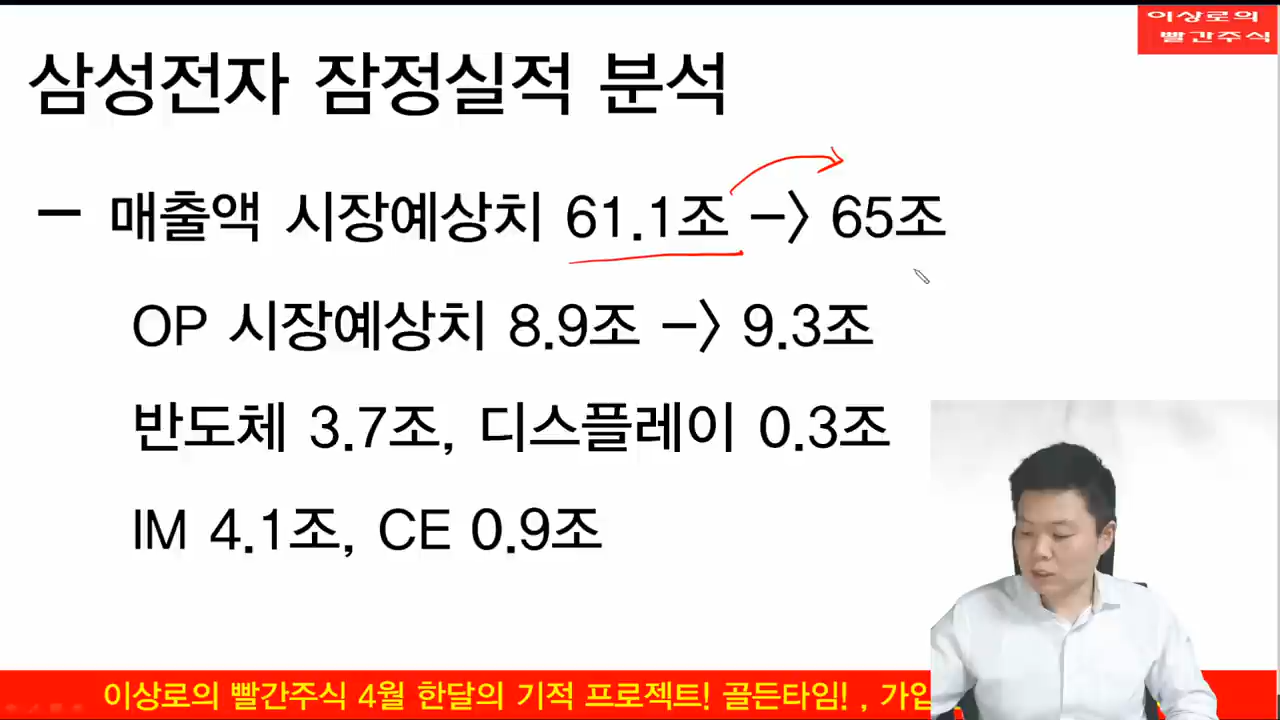 이상로의
빨간주식
삼성전자 잠정실적 분석
- 매출액 시장예상치 61.1조 -> 65조
OP 시장예상치 8.9조 -> 9.3조
반도체 3.7조, 디스플레이 0.3조
IM 4.1조, CE 0.9조
이상로의 빨간주식 4월 한달의 기적 프로젝트! 골든타임! , 가입